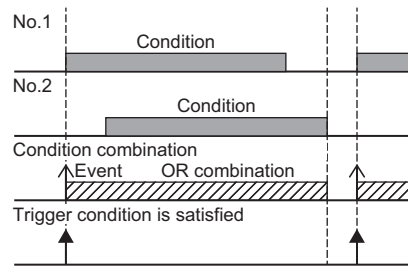 No.1
Condition
No.2
Condition
Condition combination
Event OR combination
Trigger condition is satisfied